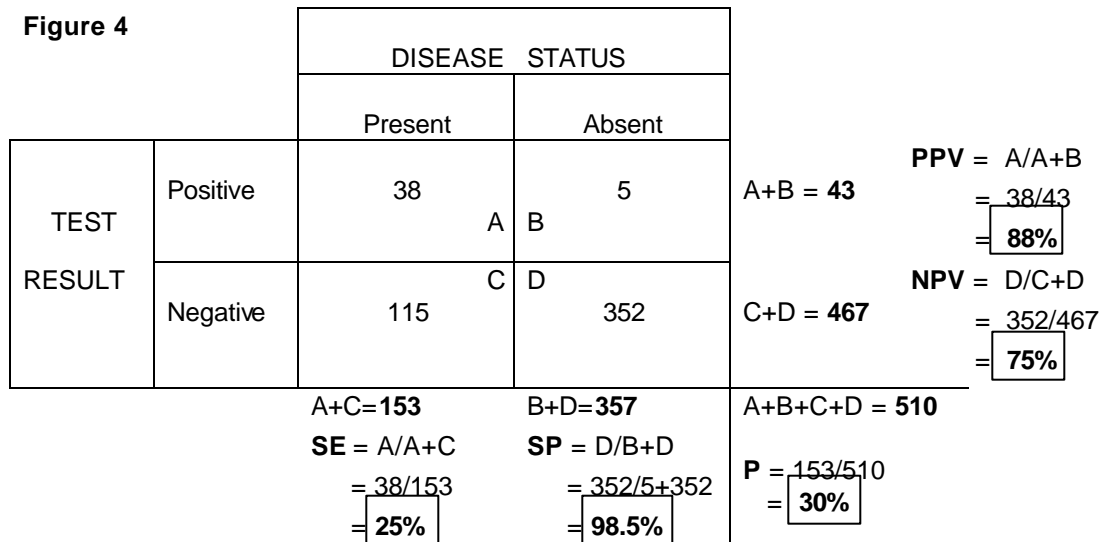 Figure 4
DISEASE STATUS
Present Absent
PPV = A/A+B
Positive 38 5 A+B = 43 = 38/43
TEST A B = 88%
RESULT C D NPV = D/C+D
Negative 115 352 C+D = 467 = 352/467
= 75%
A+C=153 B+D=357 A+B+C+D = 510
SE = A/A+C SP = D/B+D
P = 153/510
= 38/153 = 352/5+352
= 30%
= 25% = 98.5%